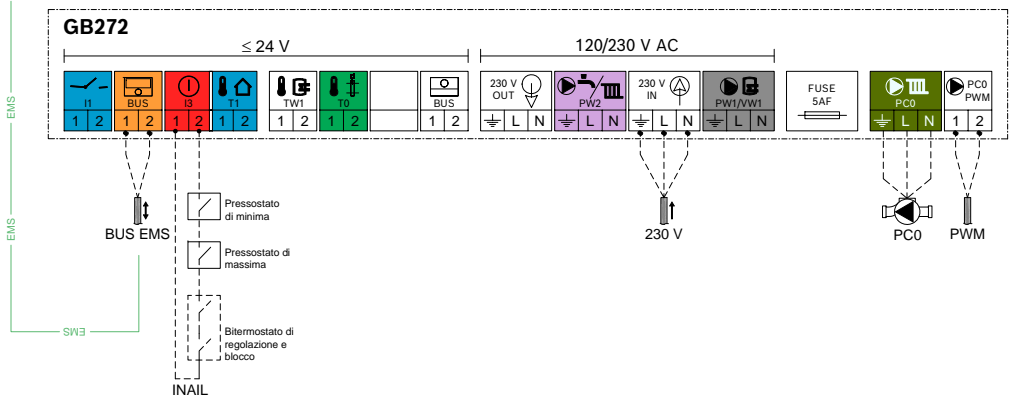 GB272
≤ 24 V
120/230 V AC
I1
BUS
I3
T1
TW1
T0
BUS
230 V
OUT
PW2
230 V
IN
PW1/VW1
FUSE
5AF
PC0
PC0
PWM
1 2
1 2
1 2
1 2
1 2
1 2
1 2
L N
L N
L N
L N
L N
1 2
EMS
EMS
EMS
Pressostato
di minima
BUS EMS
230 V
PC0
PWM
Pressostato di
massima
Bitermostato di
regolazione e
blocco
INAIL